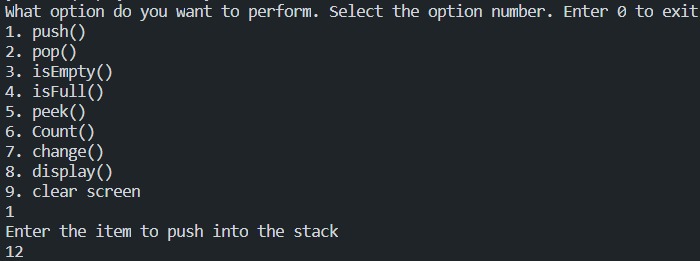 What option do you want to perform. Select the option number. Enter 0 to exit
1. push()
2. pop()
3. isEmpty()
4. isFull()
5. peek()
6. Count()
7. change()
8. display()
9. clear screen
1
Enter the item to push into the stack
12